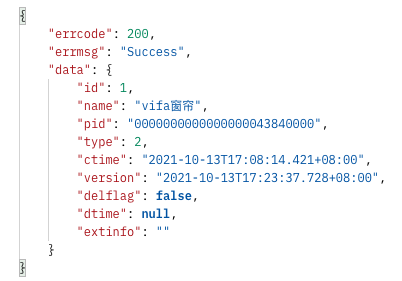 {
"errcode": 200,
"errmsg": "Success",
"data": {
"id": 1,
"name": "vifa窗帘",
"pid": "0000000000000000043840000",
"type": 2,
"ctime": "2021-10-13T17:08:14.421+08:00",
"version": "2021-10-13T17:23:37.728+08:00",
"delflag": false,
"dtime": null,
"extinfo": ""
}
}